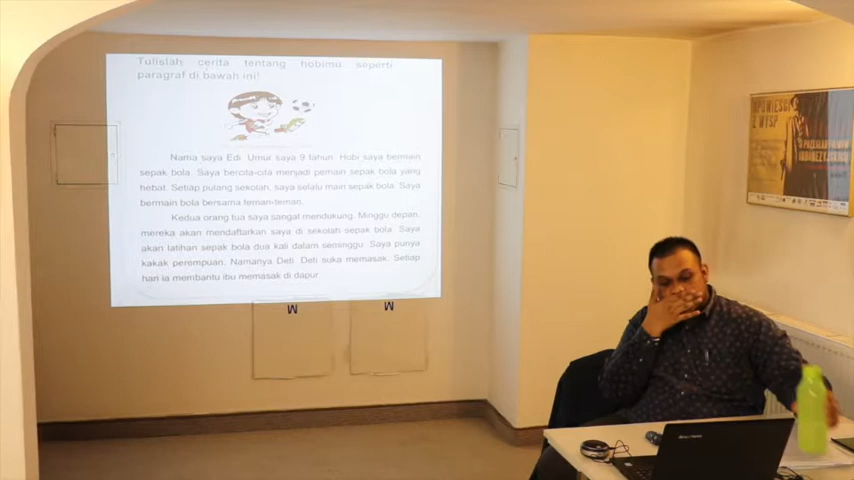 Tulislah cerita tentang hobimu seperti
paragraf di bawah ini!
Nama saya Edi. Umur saya 9 tahun. Hobi saya bermain
sepak bola. Saya bercita-cita menjadi pemain sepak bola yang
hebat. Setiap pulang sekolah, saya selalu main sepak bola. Saya
bermain bola bersama teman-teman.
Kedua orang tua saya sangat mendukung. Minggu depan,
mereka akan mendaftarkan saya di sekolah sepak bola. Saya
akan latihan sepak bola dua kali dalam seminggu. Saya punya
kakak perempuan. Namanya Deti. Deti suka memasak. Setiap
hari ia membantu ibu memasak di dapur.
OPOWIEŚCI
Z WYSP
M
M